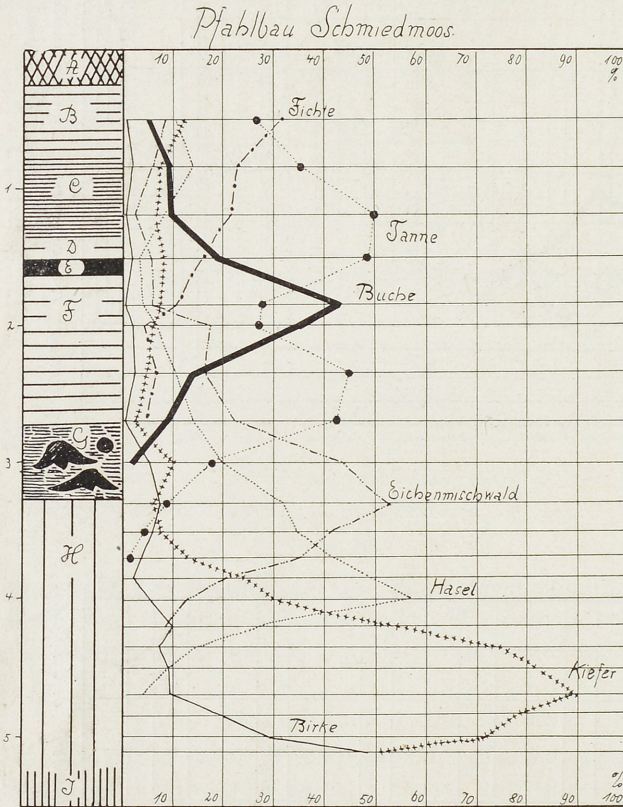 Pfahlbau Schmiedmoos.
10 20 30 40 50 60 70 80 90 100
%
A
B
Fichte
C
1
Tanne
D
E
Buche
F
2
G
3
Eichenmischwald
H
Hasel
4
Kiefer
Birke
5
J
%
10 20 30 40 50 60 70 80 90 100